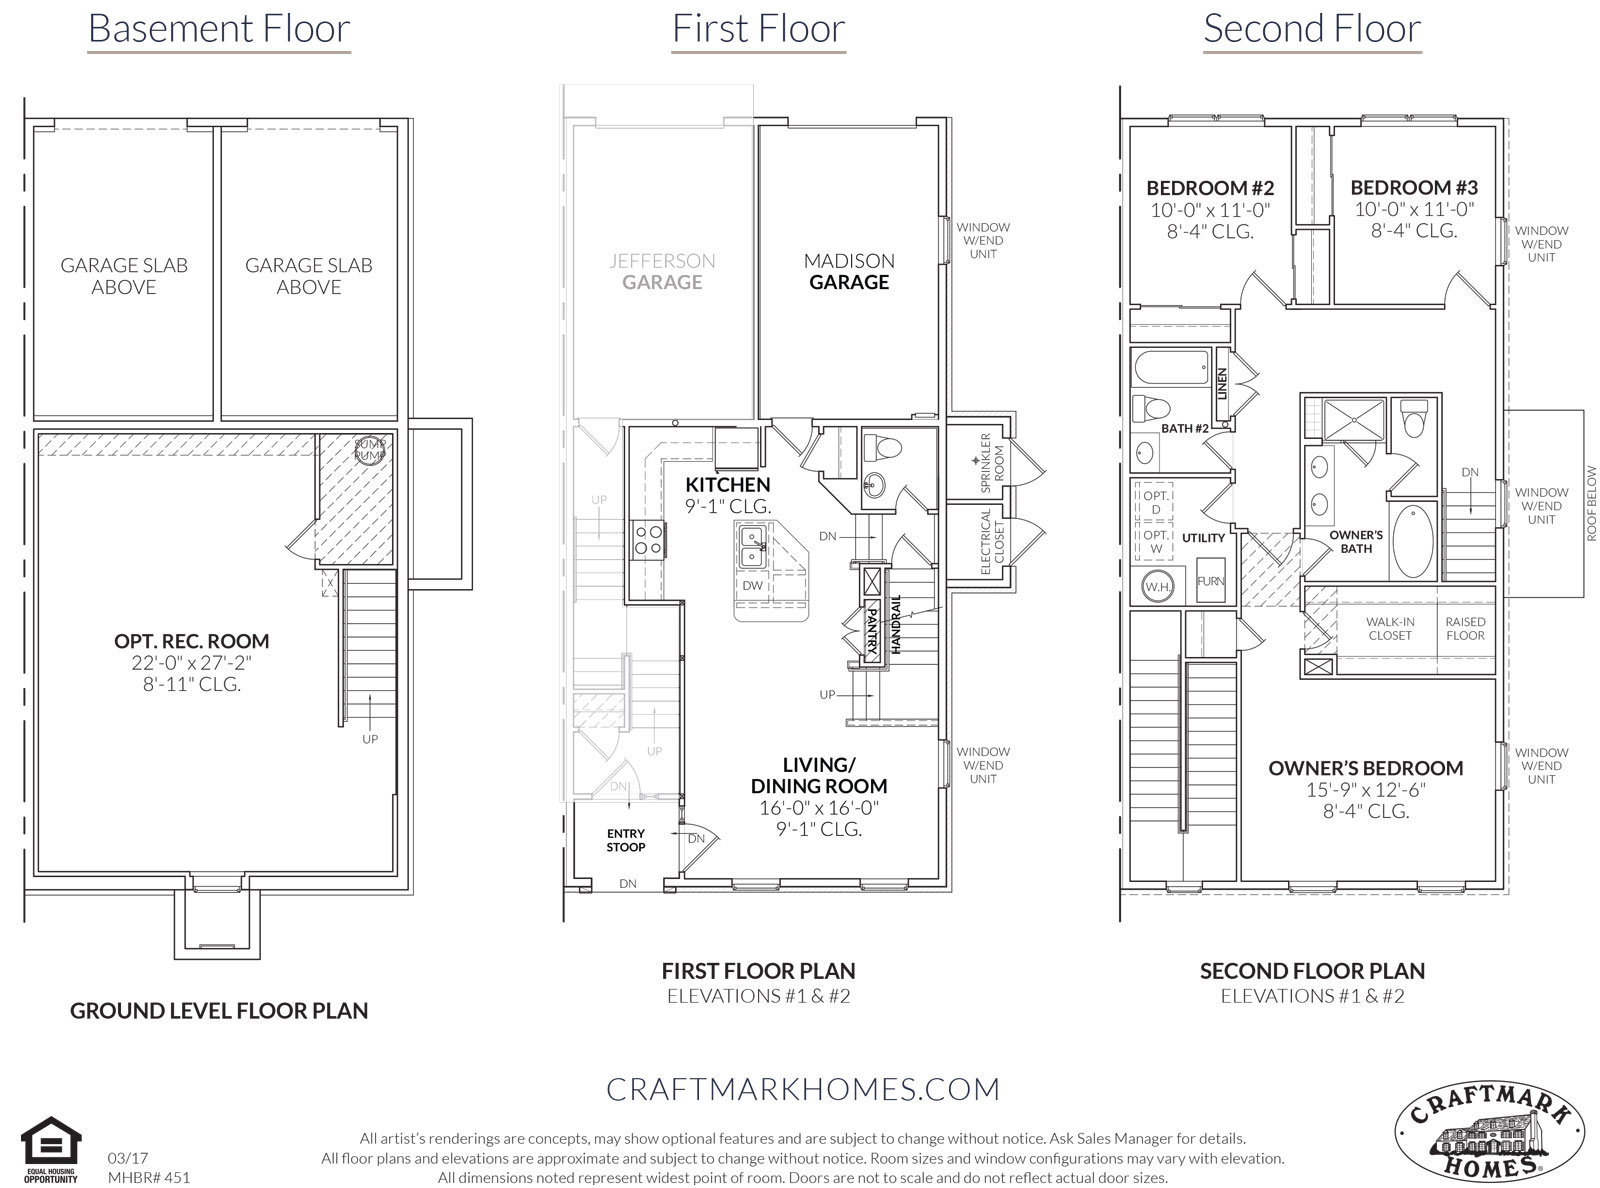 Basement Floor
First Floor
Second Floor
GARAGE SLAB
ABOVE
GARAGE SLAB
ABOVE
SUMP
PUMP
OPT. REC. ROOM
22'-0" x 27'-2"
8'-11" CLG.
UP
GROUND LEVEL FLOOR PLAN
JEFFERSON
GARAGE
MADISON
GARAGE
WINDOW
W/END
UNIT
KITCHEN
9'-1" CLG.
SPRINKLER
ROOM
ELECTRICAL
CLOSET
UP
DN
DW
PANTRY
HANDRAIL
UP
UP
DN
LIVING/
DINING ROOM
16'-0" x 16'-0"
9'-1" CLG.
WINDOW
W/END
UNIT
ENTRY
STOOP
DN
DN
FIRST FLOOR PLAN
ELEVATIONS #1 & #2
BEDROOM #2
10'-0" x 11'-0"
8'-4" CLG.
BEDROOM #3
10'-0" x 11'-0"
8'-4" CLG.
WINDOW
W/END
UNIT
LINEN
BATH #2
DN
OPT.
D
OPT.
W
UTILITY
W.H.
FURN
OWNER'S
BATH
WINDOW
W/END
UNIT
ROOF BELOW
WALK-IN
CLOSET
RAISED
FLOOR
OWNER'S BEDROOM
15'-9" x 12'-6"
8'-4" CLG.
WINDOW
W/END
UNIT
SECOND FLOOR PLAN
ELEVATIONS #1 & #2
CRAFTMARKHOMES.COM
EQUAL HOUSING
OPPORTUNITY
03/17
MHBR# 451
All artist's renderings are concepts, may show optional features and are subject to change without notice. Ask Sales Manager for details.
All floor plans and elevations are approximate and subject to change without notice. Room sizes and window configurations may vary with elevation.
All dimensions noted represent widest point of room. Doors are not to scale and do not reflect actual door sizes.
CRAFTMARK
HOMES®